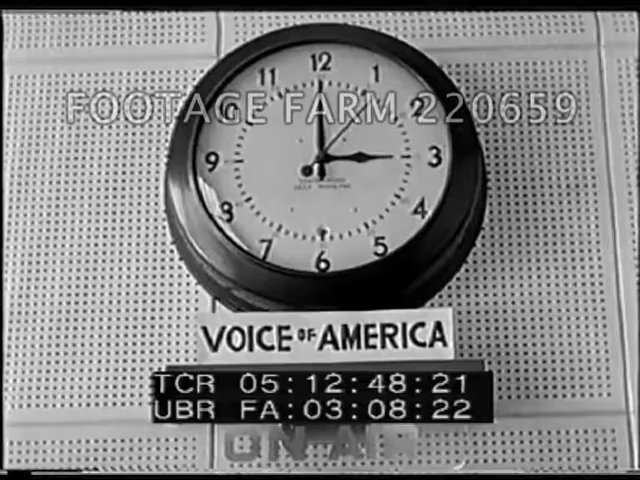 FOOTAGE FARM 220659
12
11 1
10 2
9 3
8 4
7 5
6
VOICE OF AMERICA
TCR 05:12:48:21
UBR FA:03:08:22
ON AIR